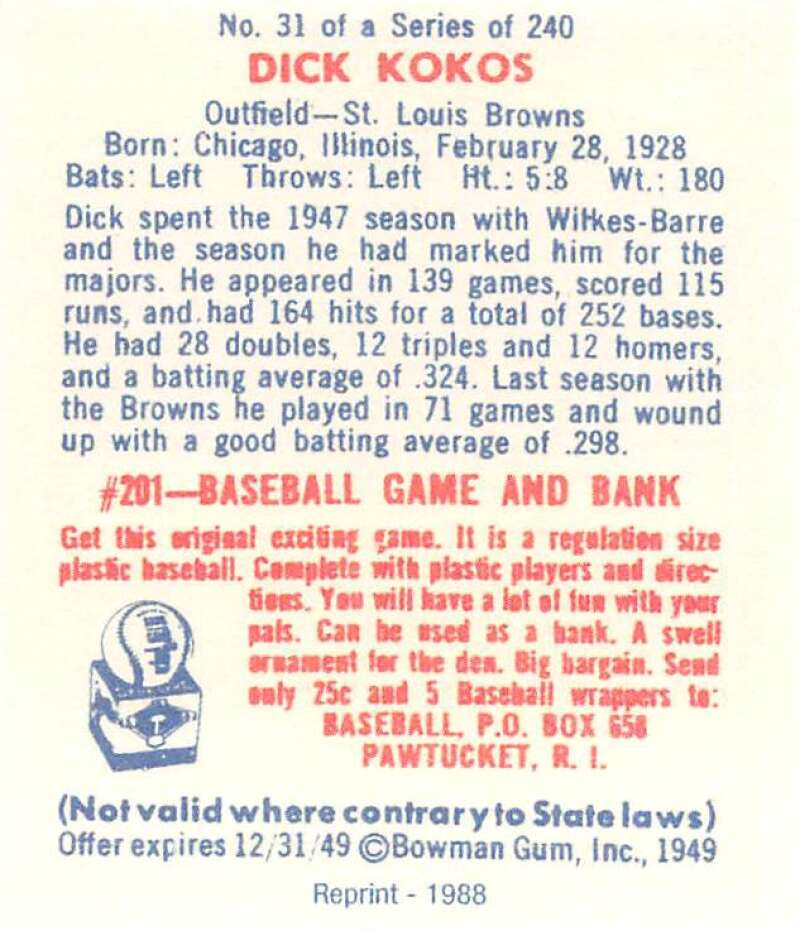 No. 31 of a Series of 240
DICK KOKOS
Outfield—St. Louis Browns
Born: Chicago, Illinois, February 28, 1928
Bats: Left Throws: Left Ht.: 5:8 Wt.: 180
Dick spent the 1947 season with Wilkes-Barre
and the season he had marked him for the
majors. He appeared in 139 games, scored 115
runs, and had 164 hits for a total of 252 bases.
He had 28 doubles, 12 triples and 12 homers,
and a batting average of .324. Last season with
the Browns he played in 71 games and wound
up with a good batting average of .298.
#201—BASEBALL GAME AND BANK
Get this original exciting game. It is a regulation size
plastic baseball. Complete with plastic players and direc-
tions. You will have a lot of fun with your
pals. Can be used as a bank. A swell
ornament for the den. Big bargain. Send
only 25c and 5 Baseball wrappers to:
BASEBALL, P.O. BOX 656
PAWTUCKET, R. I.
(Not valid where contrary to State laws)
Offer expires 12/31/49 ©Bowman Gum, Inc., 1949
Reprint - 1988